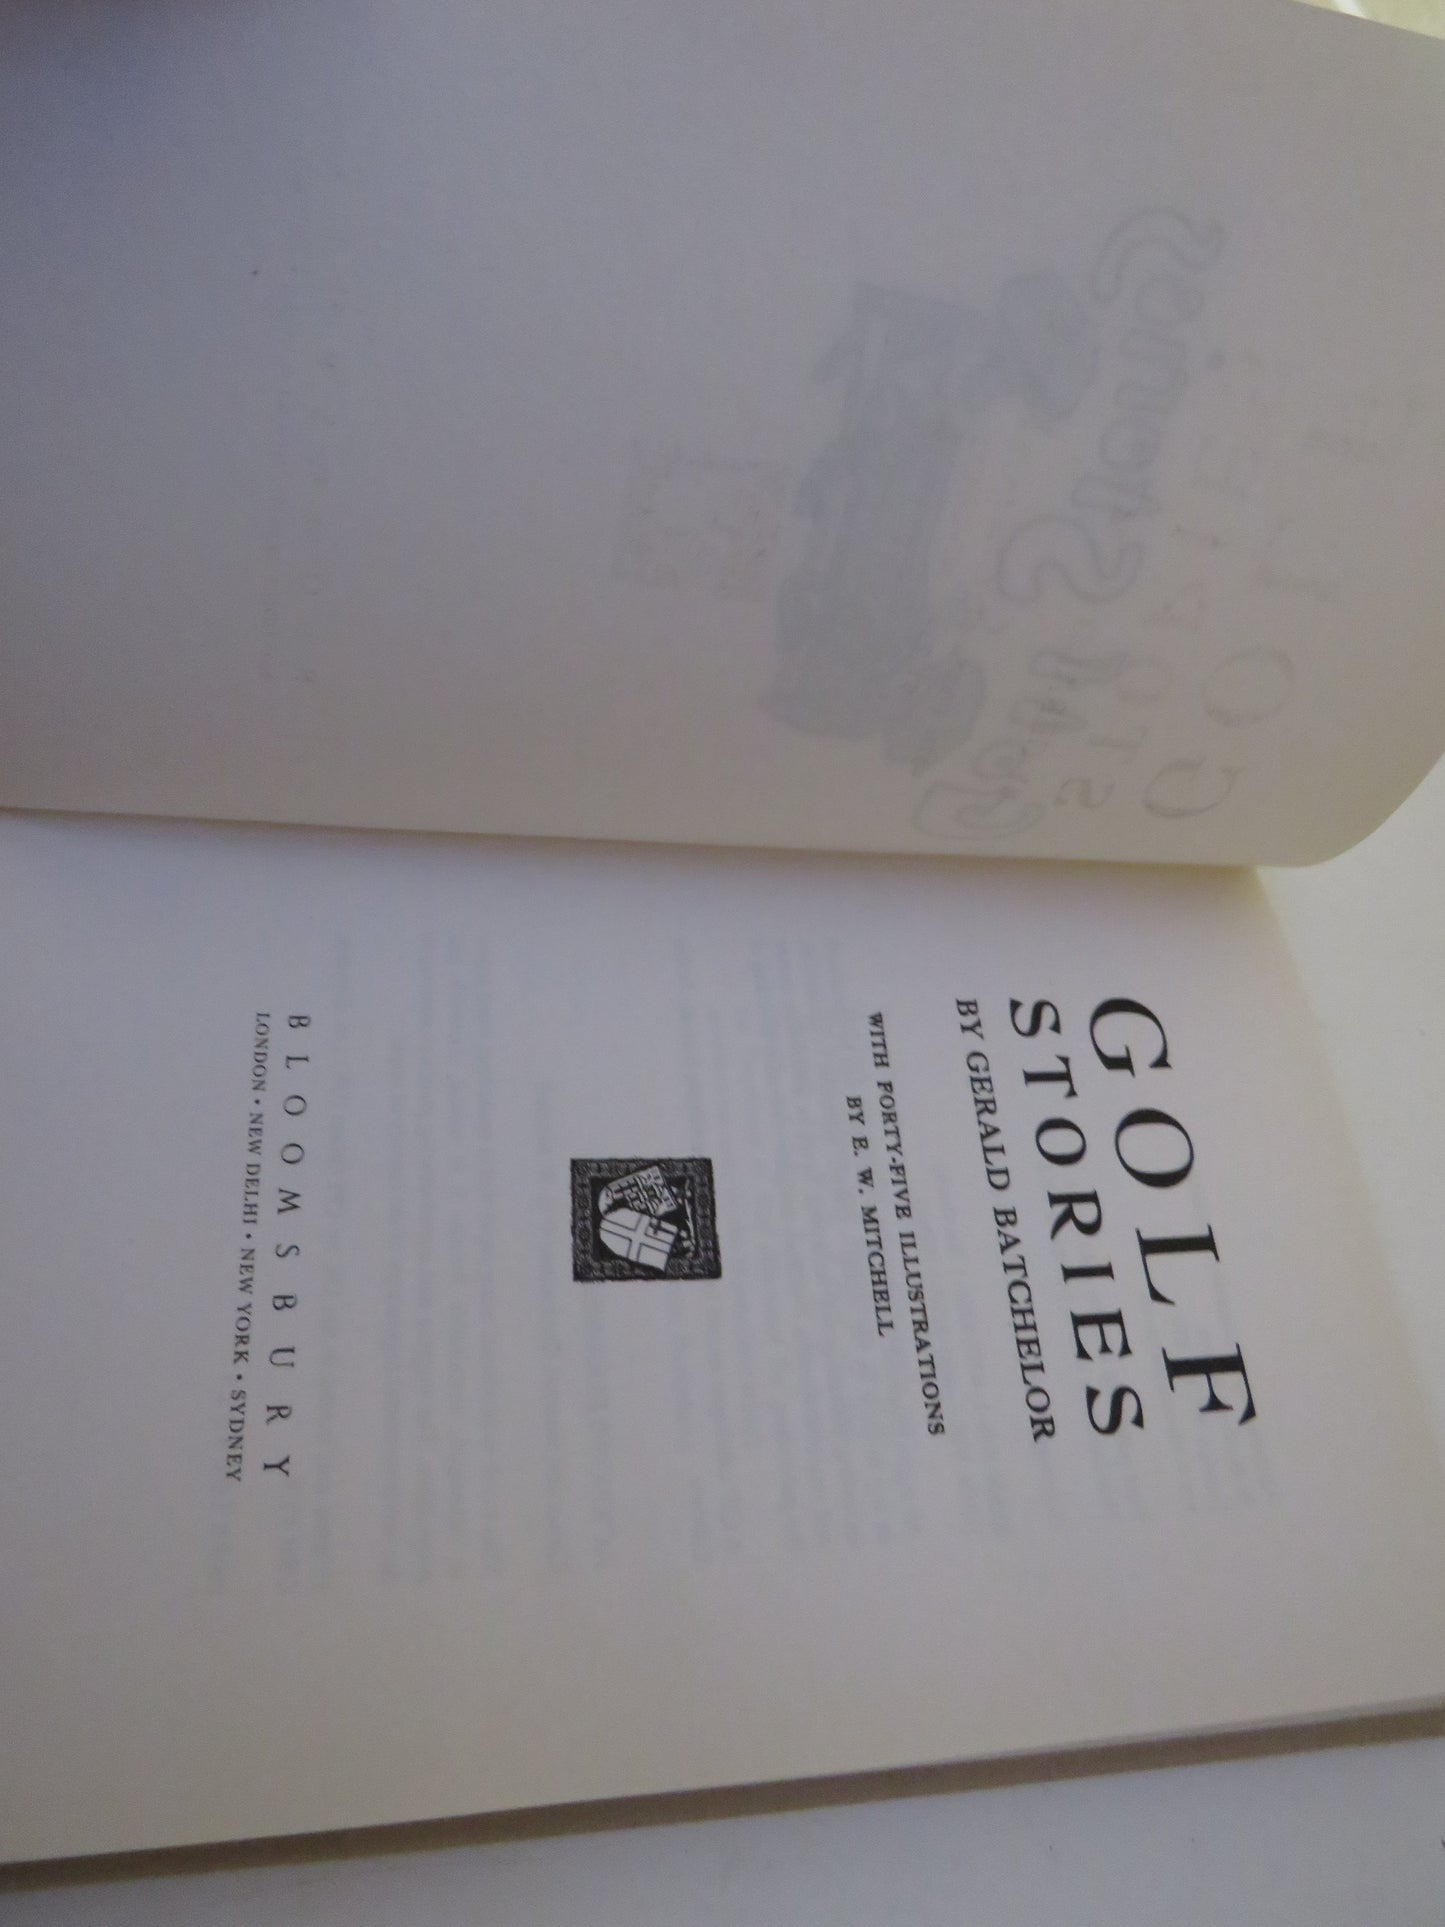 GOLF
STORIES
BY GERALD BATCHELOR
WITH FORTY-FIVE ILLUSTRATIONS
BY E. W. MITCHELL
BLOOMSBURY
LONDON • NEW DELHI • NEW YORK • SYDNEY